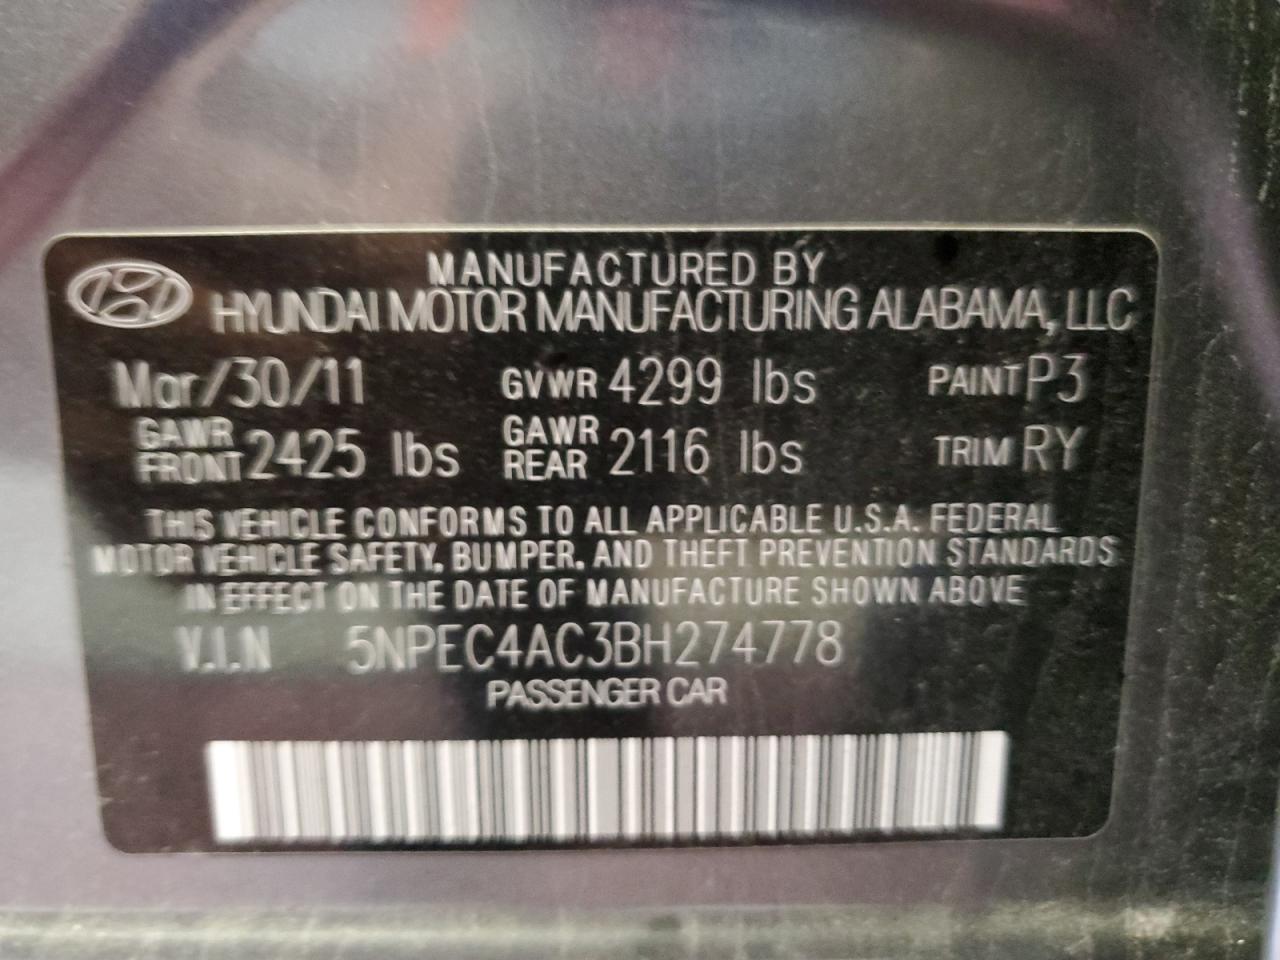 MANUFACTURED BY
HYUNDAI MOTOR MANUFACTURING ALABAMA, LLC
Mar/30/11 GVWR 4299 lbs PAINT P3
GAWR FRONT 2425 lbs GAWR REAR 2116 lbs TRIM RY
THIS VEHICLE CONFORMS TO ALL APPLICABLE U.S.A. FEDERAL
MOTOR VEHICLE SAFETY, BUMPER, AND THEFT PREVENTION STANDARDS
IN EFFECT ON THE DATE OF MANUFACTURE SHOWN ABOVE
V.I.N 5NPEC4AC3BH274778
PASSENGER CAR